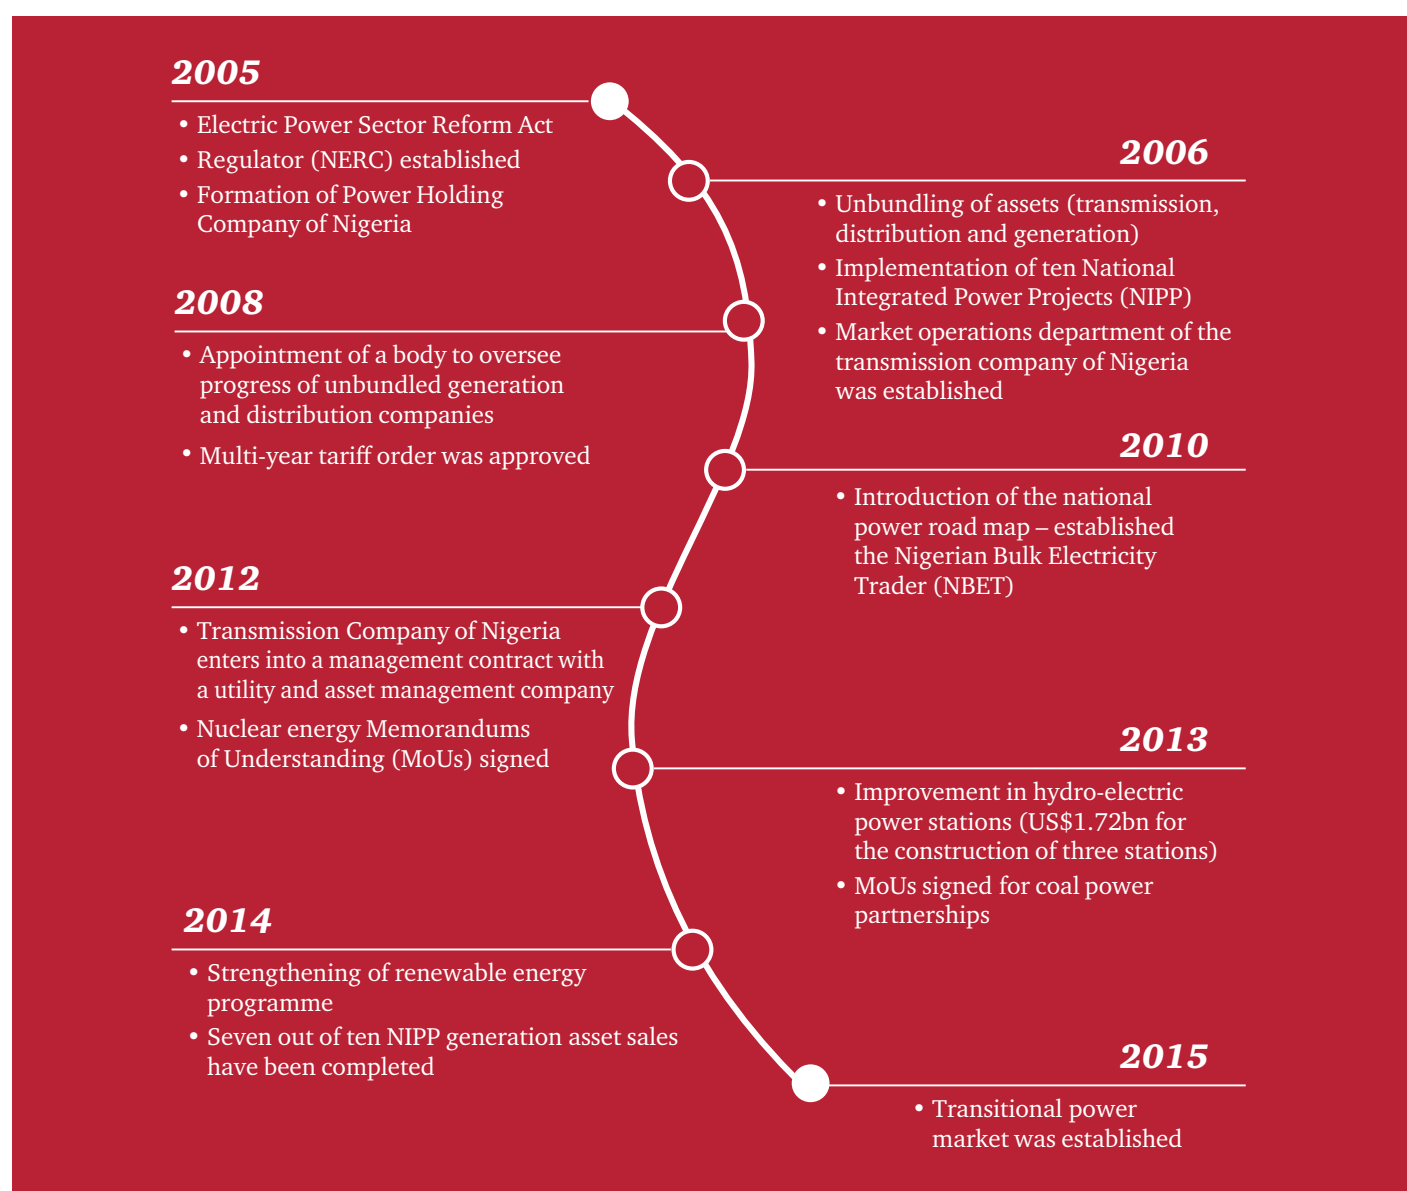 2005
• Electric Power Sector Reform Act
• Regulator (NERC) established
• Formation of Power Holding
Company of Nigeria
2006
• Unbundling of assets (transmission,
distribution and generation)
• Implementation of ten National
Integrated Power Projects (NIPP)
• Market operations department of the
transmission company of Nigeria
was established
2008
• Appointment of a body to oversee
progress of unbundled generation
and distribution companies
• Multi-year tariff order was approved
2010
• Introduction of the national
power road map – established
the Nigerian Bulk Electricity
Trader (NBET)
2012
• Transmission Company of Nigeria
enters into a management contract with
a utility and asset management company
• Nuclear energy Memorandums
of Understanding (MoUs) signed
2013
• Improvement in hydro-electric
power stations (US$1.72bn for
the construction of three stations)
• MoUs signed for coal power
partnerships
2014
• Strengthening of renewable energy
programme
• Seven out of ten NIPP generation asset sales
have been completed
2015
• Transitional power
market was established